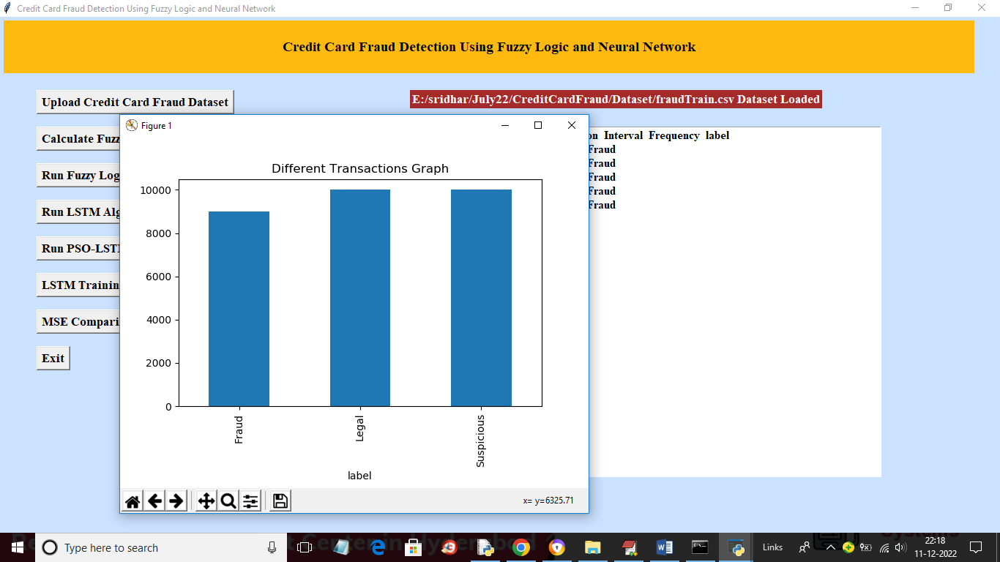 Credit Card Fraud Detection Using Fuzzy Logic and Neural Network
Credit Card Fraud Detection Using Fuzzy Logic and Neural Network
Upload Credit Card Fraud Dataset
E:/sridhar/July22/CreditCardFraud/Dataset/fraudTrain.csv Dataset Loaded
Calculate Fuzz
Run Fuzzy Log
Run LSTM Alg
Run PSO-LST
LSTM Trainin
MSE Compari
Exit
on Interval Frequency label
Fraud
Fraud
Fraud
Fraud
Fraud
Figure 1
Different Transactions Graph
10000
8000
6000
4000
2000
0
Fraud
Legal
Suspicious
label
x= y=6325.71
Type here to search
Links
22:18
11-12-2022